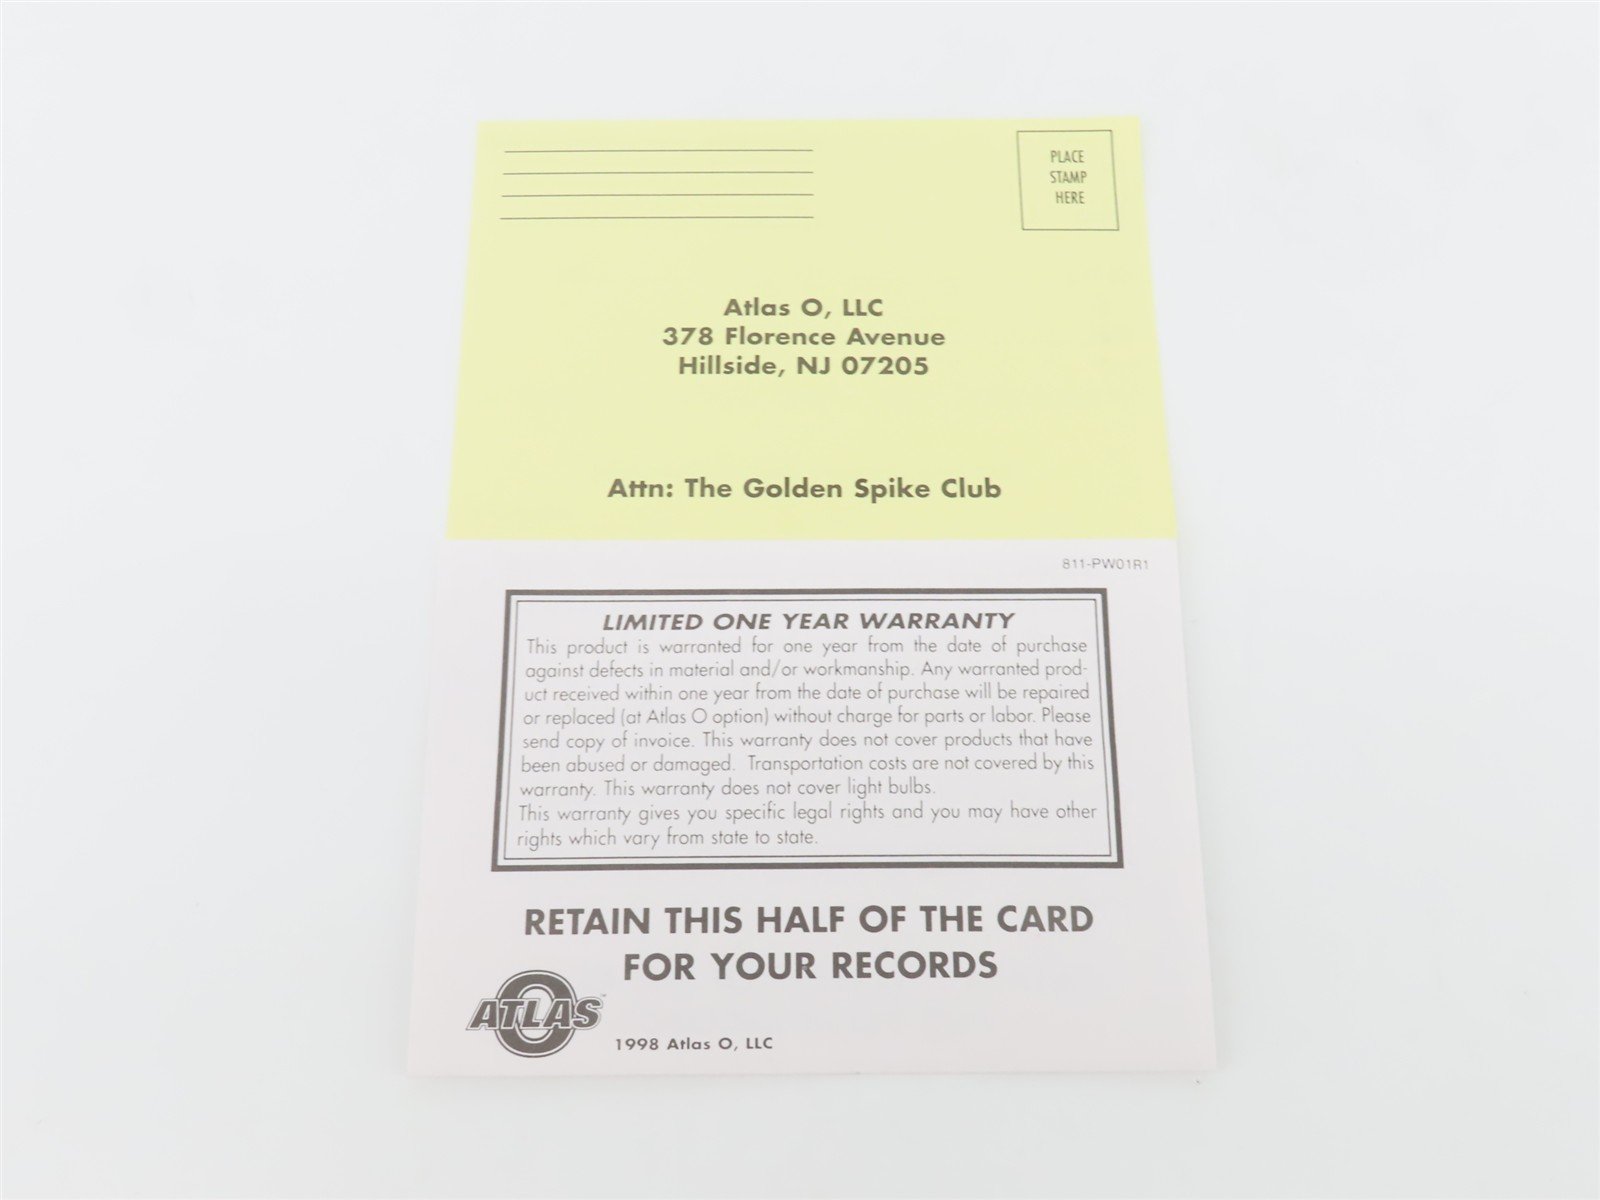 PLACE
STAMP
HERE
Atlas O, LLC
378 Florence Avenue
Hillside, NJ 07205
Attn: The Golden Spike Club
811-PW01R1
LIMITED ONE YEAR WARRANTY
This product is warranted for one year from the date of purchase
against defects in material and/or workmanship. Any warranted prod-
uct received within one year from the date of purchase will be repaired
or replaced (at Atlas O option) without charge for parts or labor. Please
send copy of invoice. This warranty does not cover products that have
been abused or damaged. Transportation costs are not covered by this
warranty. This warranty does not cover light bulbs.
This warranty gives you specific legal rights and you may have other
rights which vary from state to state.
RETAIN THIS HALF OF THE CARD
FOR YOUR RECORDS
ATLAS O™
1998 Atlas O, LLC